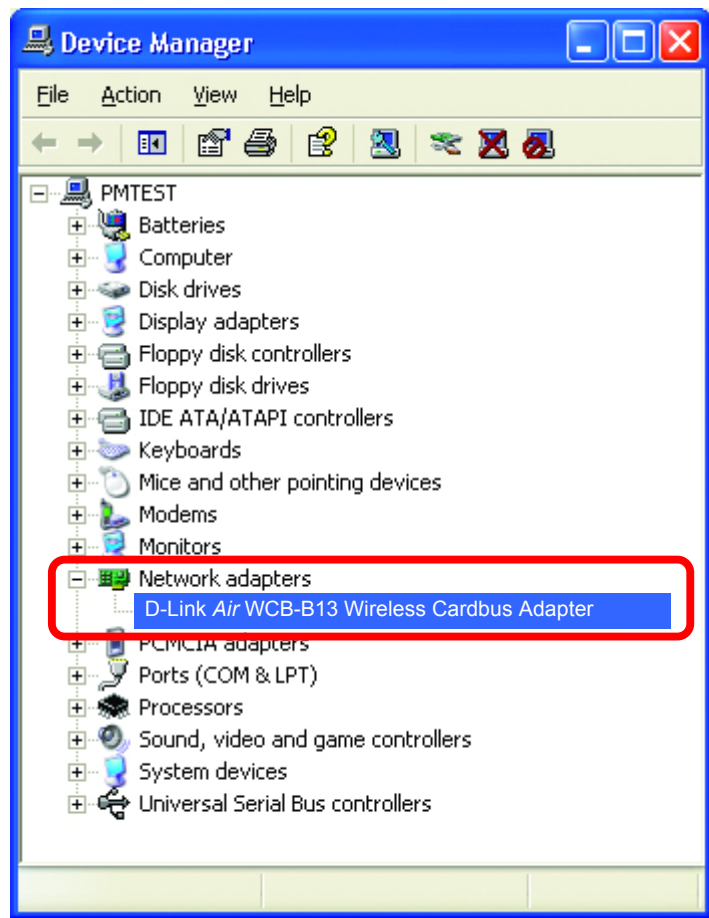 Device Manager
File Action View Help
PMTEST
Batteries
Computer
Disk drives
Display adapters
Floppy disk controllers
Floppy disk drives
IDE ATA/ATAPI controllers
Keyboards
Mice and other pointing devices
Modems
Monitors
Network adapters
D-Link Air WCB-B13 Wireless Cardbus Adapter
PCMCIA adapters
Ports (COM & LPT)
Processors
Sound, video and game controllers
System devices
Universal Serial Bus controllers